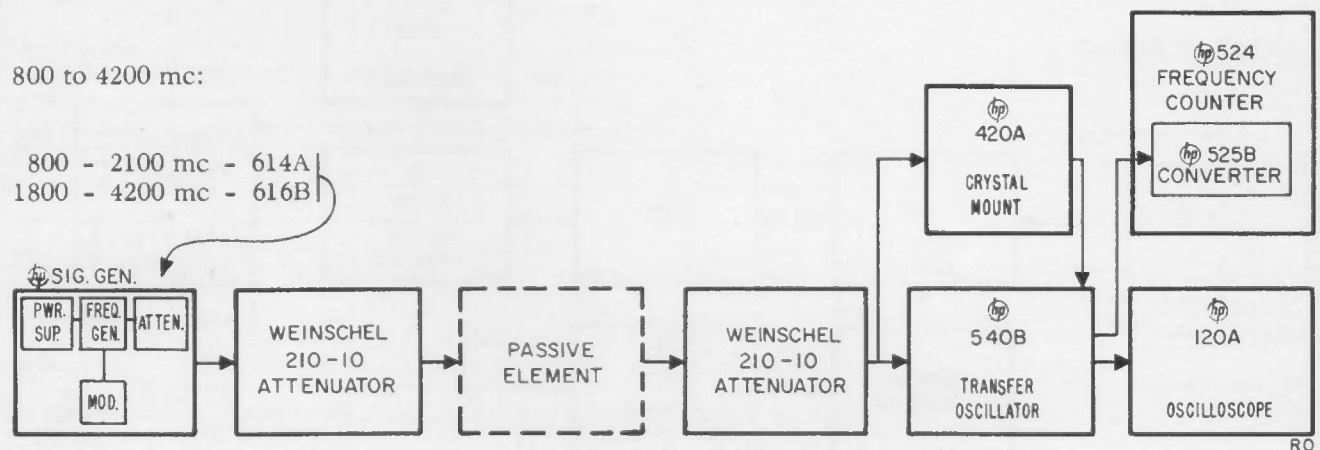 800 to 4200 mc:
800 - 2100 mc - 614A
1800 - 4200 mc - 616B
hp SIG. GEN.
PWR. SUP.
FREQ. GEN.
ATTEN.
MOD.
WEINSCHEL
210-10
ATTENUATOR
PASSIVE
ELEMENT
WEINSCHEL
210-10
ATTENUATOR
hp
420A
CRYSTAL
MOUNT
hp
540B
TRANSFER
OSCILLATOR
hp 524
FREQUENCY
COUNTER
hp 525B
CONVERTER
hp
120A
OSCILLOSCOPE
RO